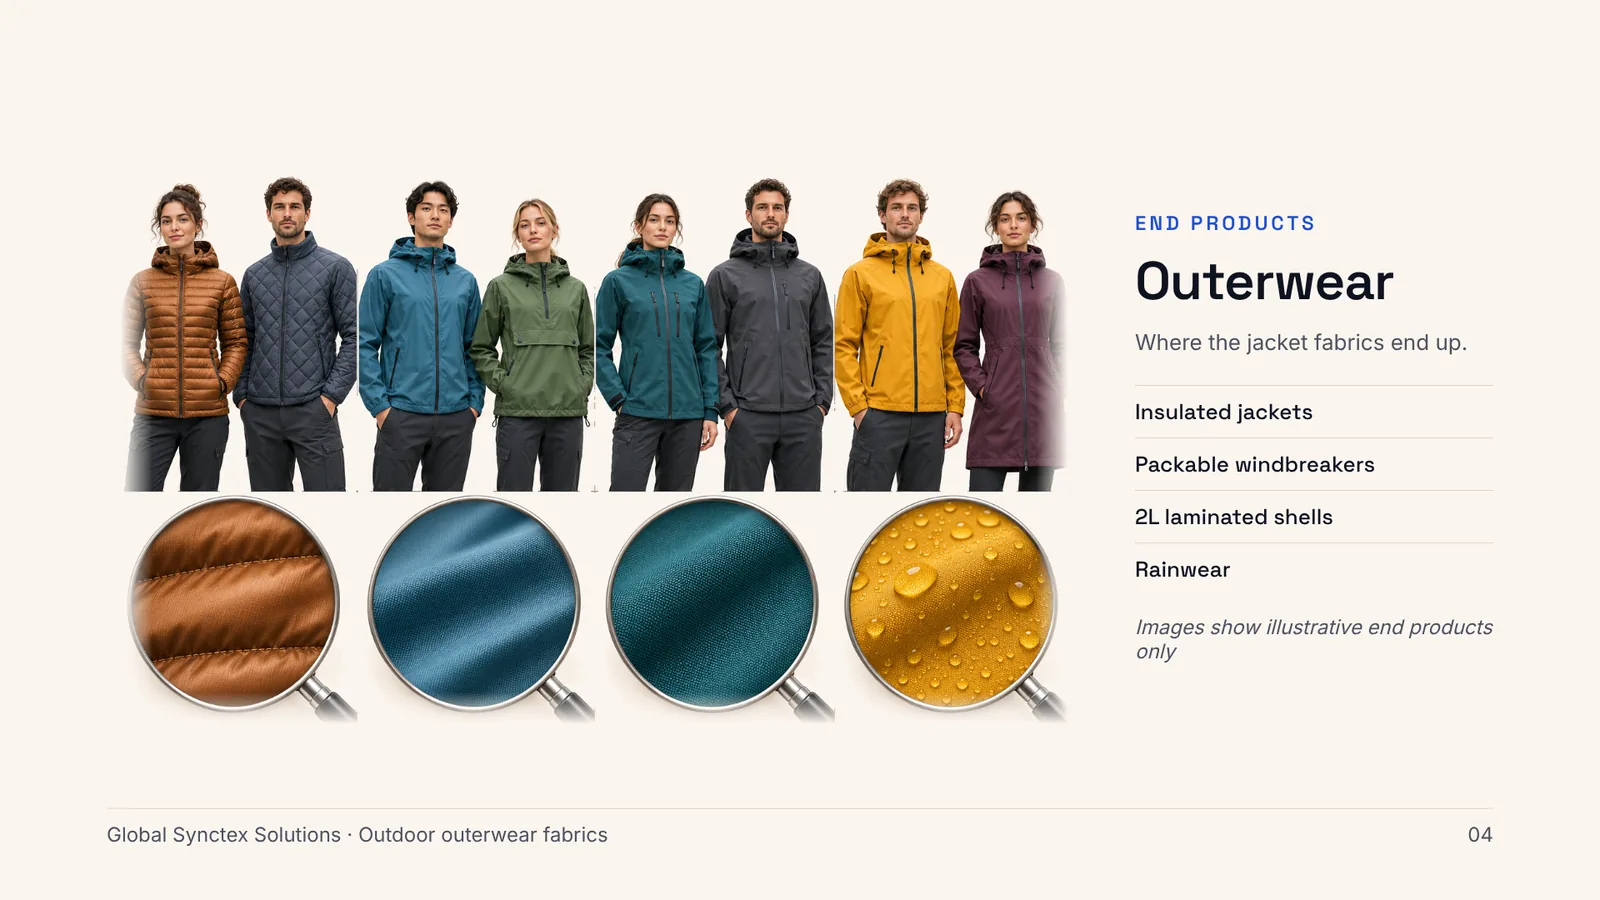 END PRODUCTS
Outerwear
Where the jacket fabrics end up.
Insulated jackets
Packable windbreakers
2L laminated shells
Rainwear
Images show illustrative end products
only
Global Synctex Solutions · Outdoor outerwear fabrics
04